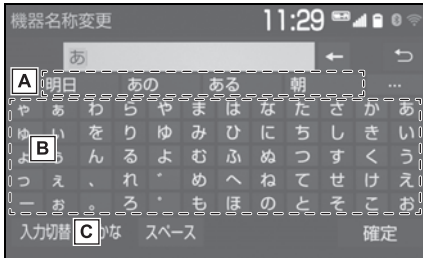 機器名称変更 11:29
あ ← ⮌
A 明日 あの ある 朝 …
ゃ ぁ わ ら や ま は な た さ か あ
ゅ ぃ を り ゆ み ひ に ち し き い
ょ ぅ ん る よ む ふ ぬ つ す く う
B
っ ぇ 、 れ ゛ め へ ね て せ け え
ー ぉ 。 ろ ゜ も ほ の と そ こ お
入力切替 C かな スペース 確定